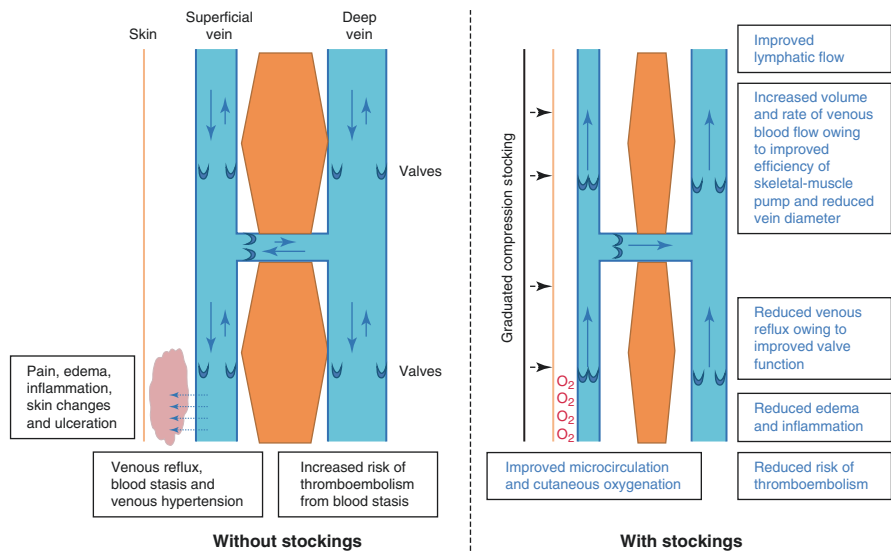 Skin
Superficial
vein
Deep
vein
Valves
Valves
Pain, edema,
inflammation,
skin changes
and ulceration
Venous reflux,
blood stasis and
venous hypertension
Increased risk of
thromboembolism
from blood stasis
Without stockings
Graduated compression stocking
O2
O2
O2
O2
Improved
lymphatic flow
Increased volume
and rate of venous
blood flow owing
to improved
efficiency of
skeletal-muscle
pump and reduced
vein diameter
Reduced venous
reflux owing to
improved valve
function
Reduced edema
and inflammation
Improved microcirculation
and cutaneous oxygenation
Reduced risk of
thromboembolism
With stockings